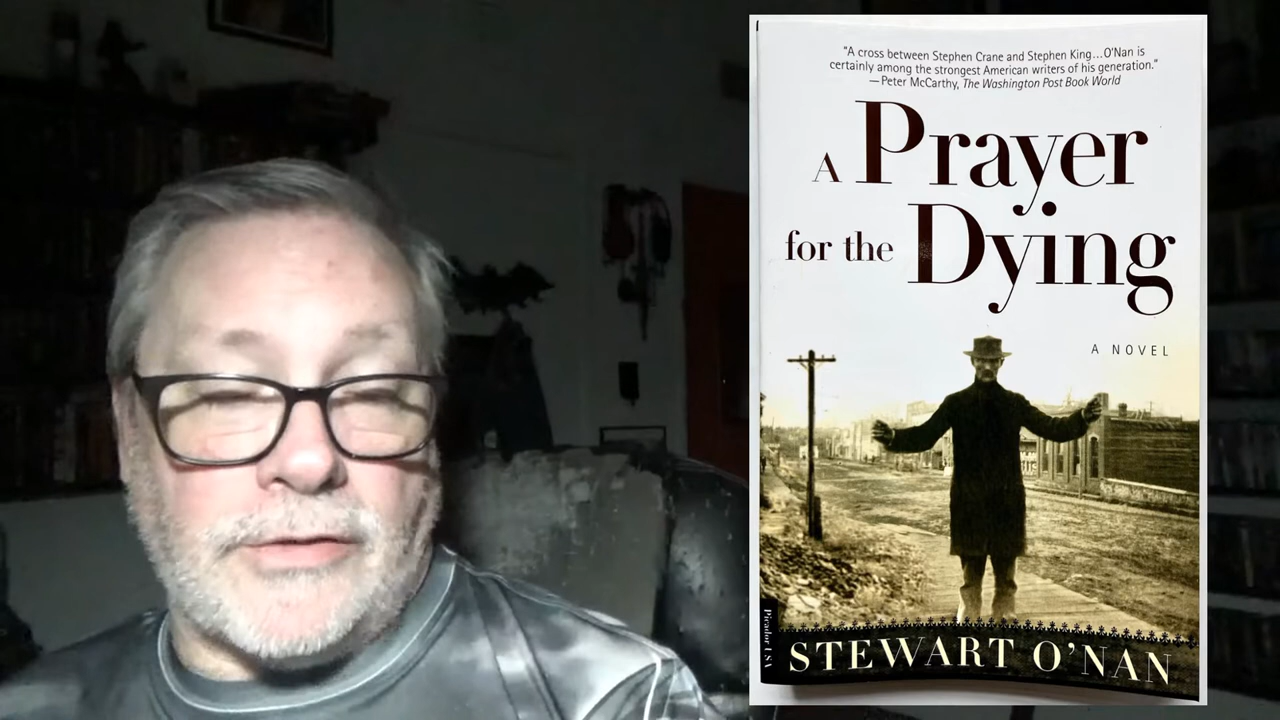 "A cross between Stephen Crane and Stephen King...O'Nan is
certainly among the strongest American writers of his generation."
—Peter McCarthy, The Washington Post Book World
A Prayer
for the Dying
A NOVEL
Picador USA
STEWART O'NAN